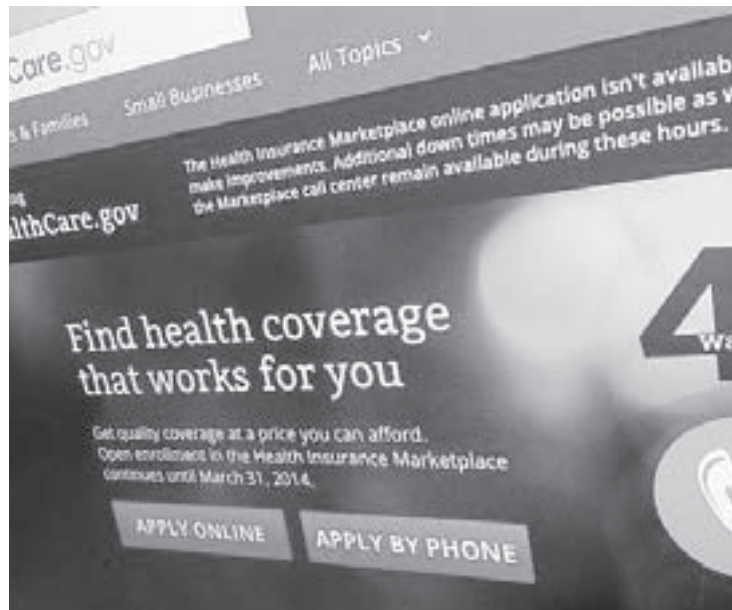 Care.gov
& Families Small Businesses All Topics
The Health Insurance Marketplace online application isn't availab
make improvements. Additional down times may be possible as w
the Marketplace call center remain available during these hours.
lthCare.gov
Find health coverage
that works for you
4
Wa
Get quality coverage at a price you can afford.
Open enrollment in the Health Insurance Marketplace
continues until March 31, 2014.
APPLY ONLINE APPLY BY PHONE